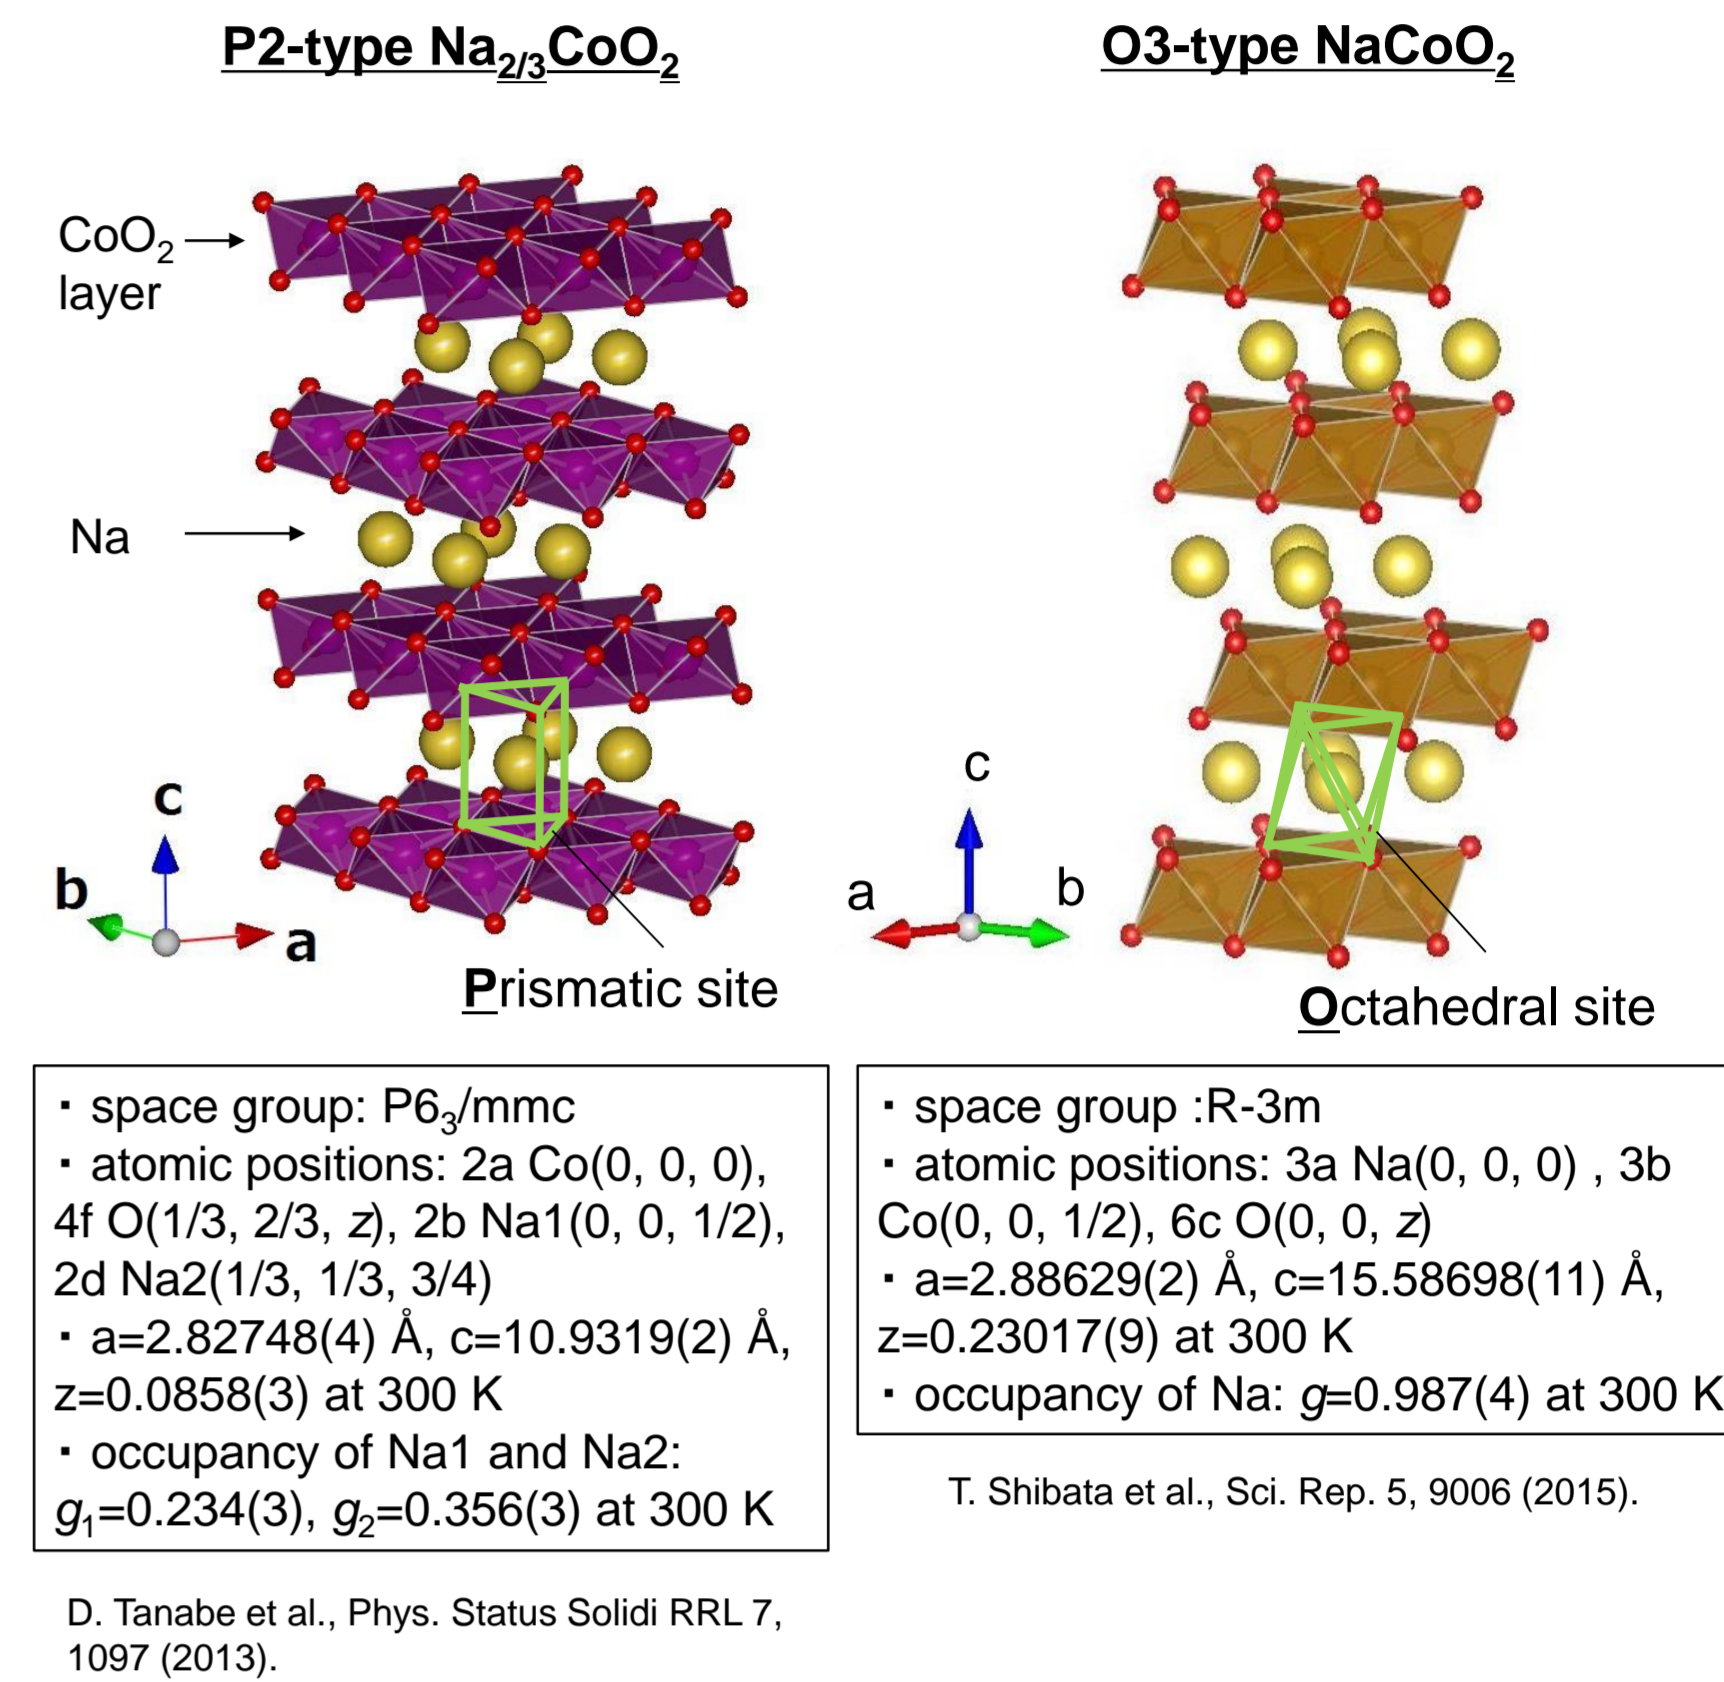 P2-type Na₂/₃CoO₂
O3-type NaCoO₂
CoO₂
layer
Na
c
b
a
Prismatic site
c
a
b
Octahedral site
・space group: P6₃/mmc
・atomic positions: 2a Co(0, 0, 0),
4f O(1/3, 2/3, z), 2b Na1(0, 0, 1/2),
2d Na2(1/3, 1/3, 3/4)
・a=2.82748(4) Å, c=10.9319(2) Å,
z=0.0858(3) at 300 K
・occupancy of Na1 and Na2:
g₁=0.234(3), g₂=0.356(3) at 300 K
D. Tanabe et al., Phys. Status Solidi RRL 7,
1097 (2013).
・space group :R-3m
・atomic positions: 3a Na(0, 0, 0) , 3b
Co(0, 0, 1/2), 6c O(0, 0, z)
・a=2.88629(2) Å, c=15.58698(11) Å,
z=0.23017(9) at 300 K
・occupancy of Na: g=0.987(4) at 300 K
T. Shibata et al., Sci. Rep. 5, 9006 (2015).